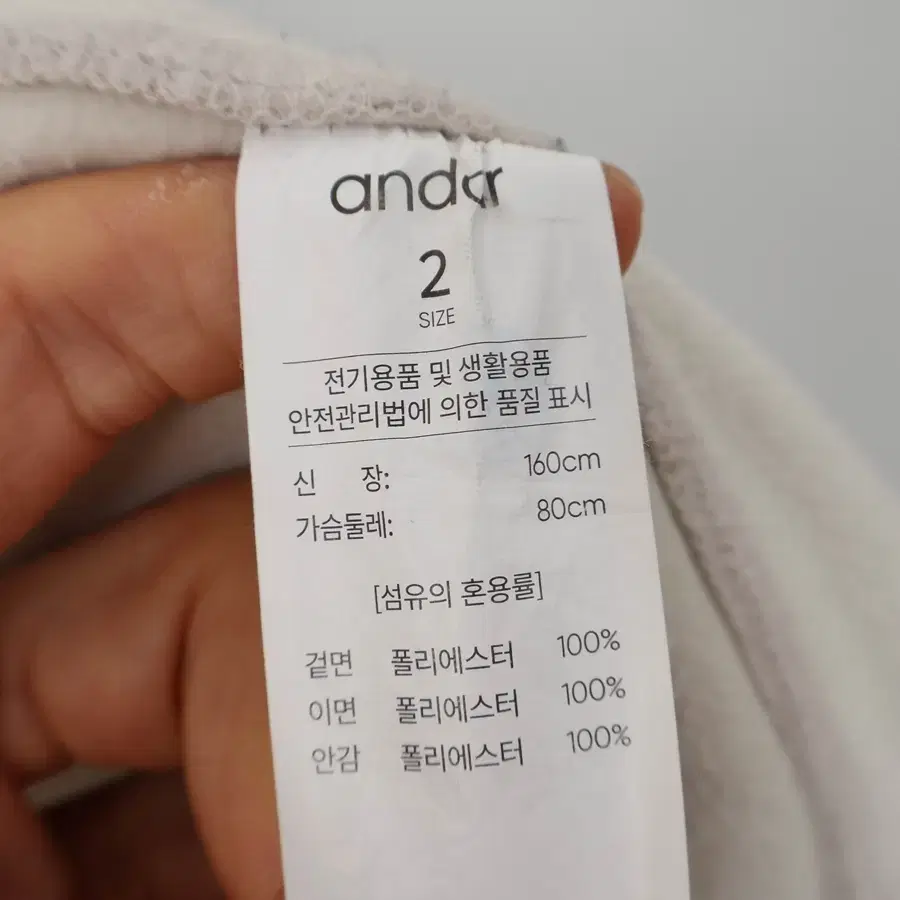 andar
2
SIZE
전기용품 및 생활용품
안전관리법에 의한 품질 표시
신 장: 160cm
가슴둘레: 80cm
[섬유의 혼용률]
겉면 폴리에스터 100%
이면 폴리에스터 100%
안감 폴리에스터 100%